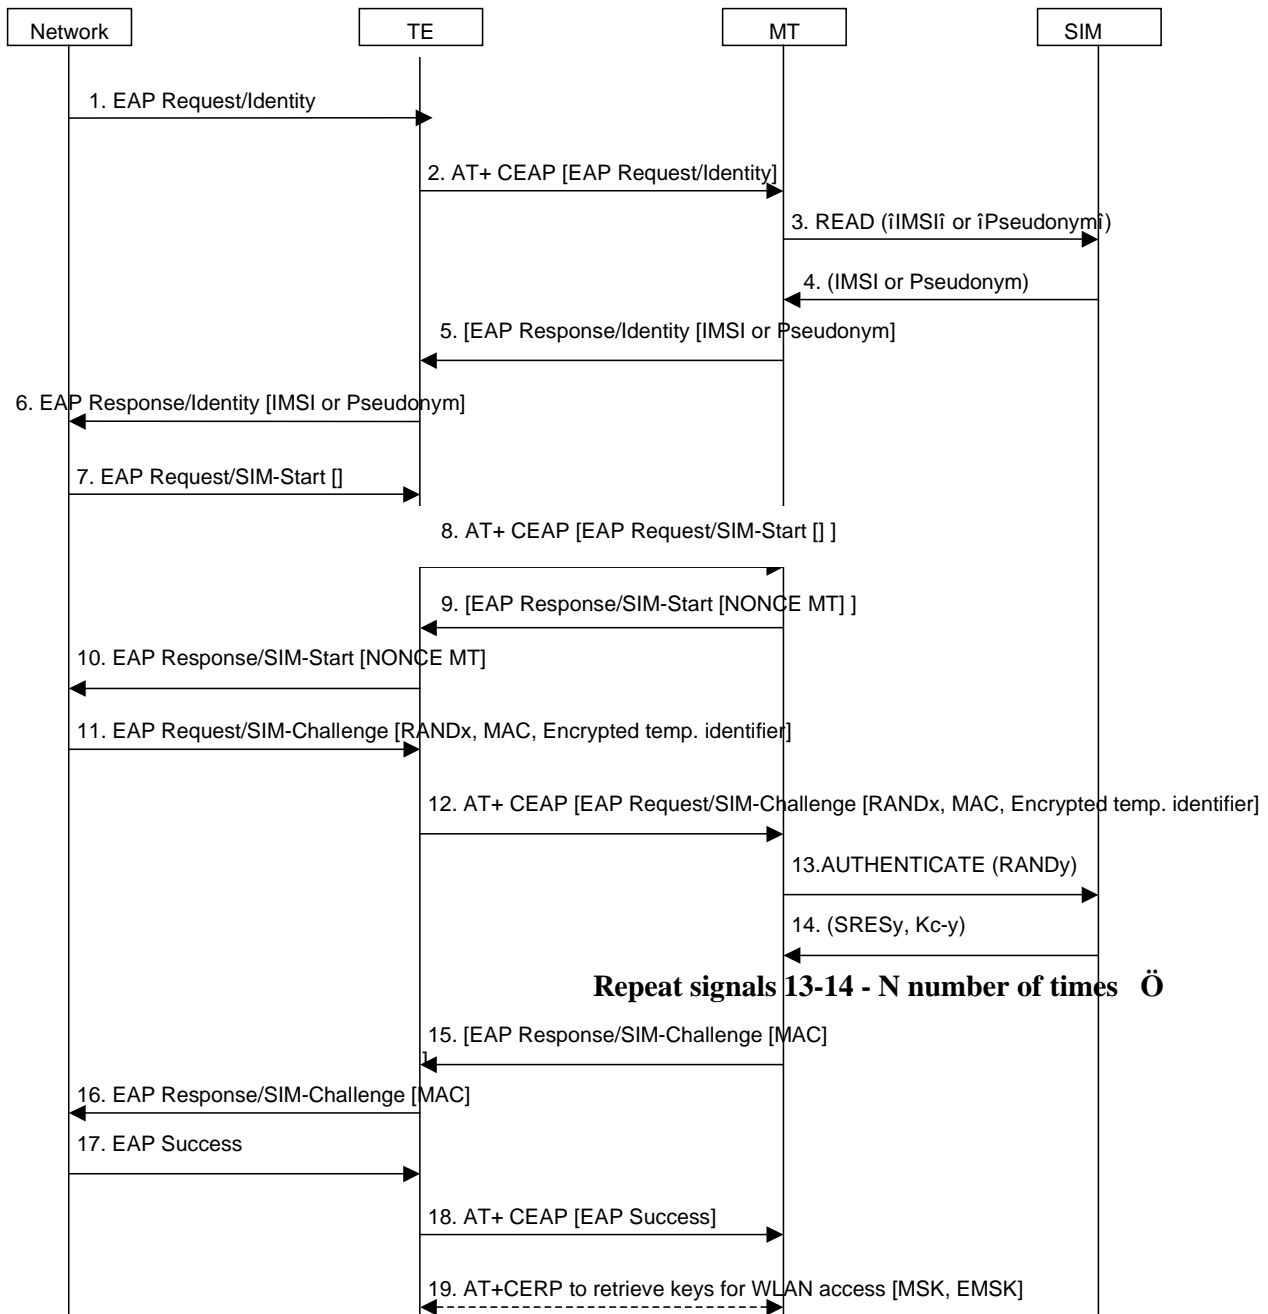 Network
TE
MT
SIM
1. EAP Request/Identity
2. AT+ CEAP [EAP Request/Identity]
3. READ (îIMSIî or îPseudonymî)
4. (IMSI or Pseudonym)
5. [EAP Response/Identity [IMSI or Pseudonym]
6. EAP Response/Identity [IMSI or Pseudonym]
7. EAP Request/SIM-Start []
8. AT+ CEAP [EAP Request/SIM-Start [] ]
9. [EAP Response/SIM-Start [NONCE MT] ]
10. EAP Response/SIM-Start [NONCE MT]
11. EAP Request/SIM-Challenge [RANDx, MAC, Encrypted temp. identifier]
12. AT+ CEAP [EAP Request/SIM-Challenge [RANDx, MAC, Encrypted temp. identifier]
13.AUTHENTICATE (RANDy)
14. (SRESy, Kc-y)
Repeat signals 13-14 - N number of times Ö
15. [EAP Response/SIM-Challenge [MAC]
]
16. EAP Response/SIM-Challenge [MAC]
17. EAP Success
18. AT+ CEAP [EAP Success]
19. AT+CERP to retrieve keys for WLAN access [MSK, EMSK]